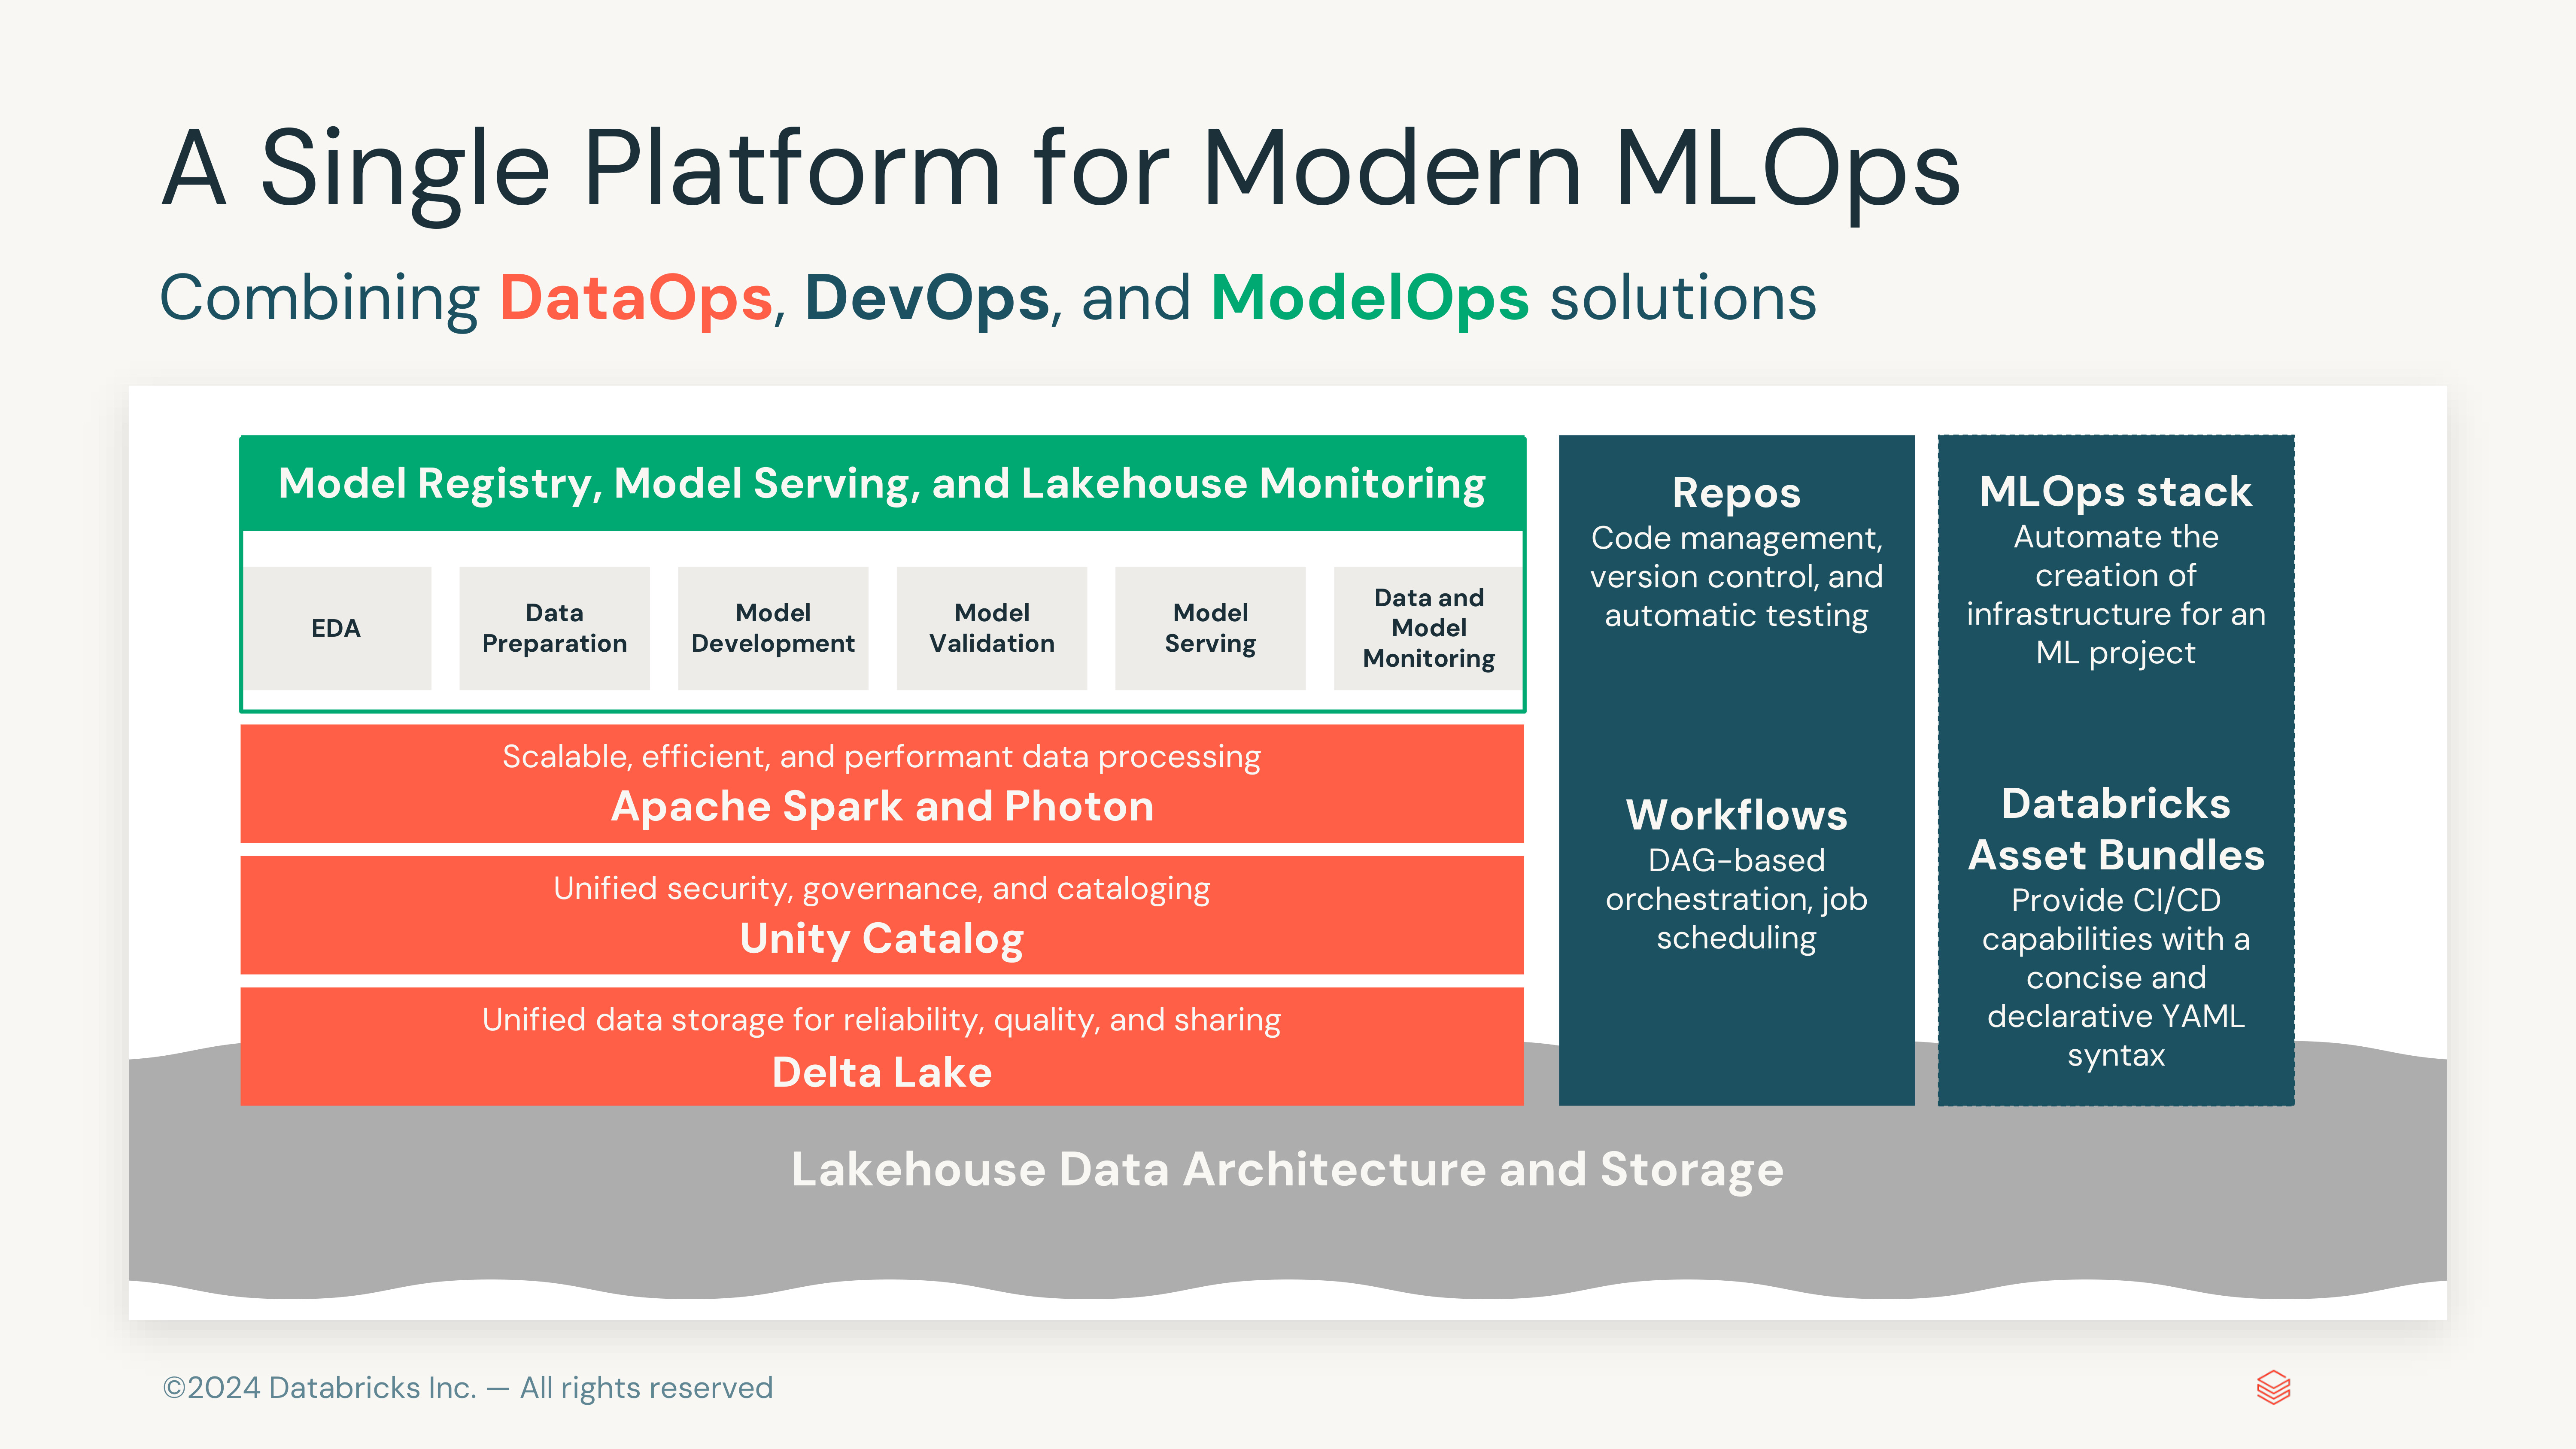 A Single Platform for Modern MLOps
Combining DataOps, DevOps, and ModelOps solutions
Model Registry, Model Serving, and Lakehouse Monitoring
EDA
Data
Preparation
Model
Development
Model
Validation
Model
Serving
Data and
Model
Monitoring
Scalable, efficient, and performant data processing
Apache Spark and Photon
Unified security, governance, and cataloging
Unity Catalog
Unified data storage for reliability, quality, and sharing
Delta Lake
Repos
Code management,
version control, and
automatic testing
Workflows
DAG-based
orchestration, job
scheduling
MLOps stack
Automate the
creation of
infrastructure for an
ML project
Databricks
Asset Bundles
Provide CI/CD
capabilities with a
concise and
declarative YAML
syntax
Lakehouse Data Architecture and Storage
©2024 Databricks Inc. — All rights reserved